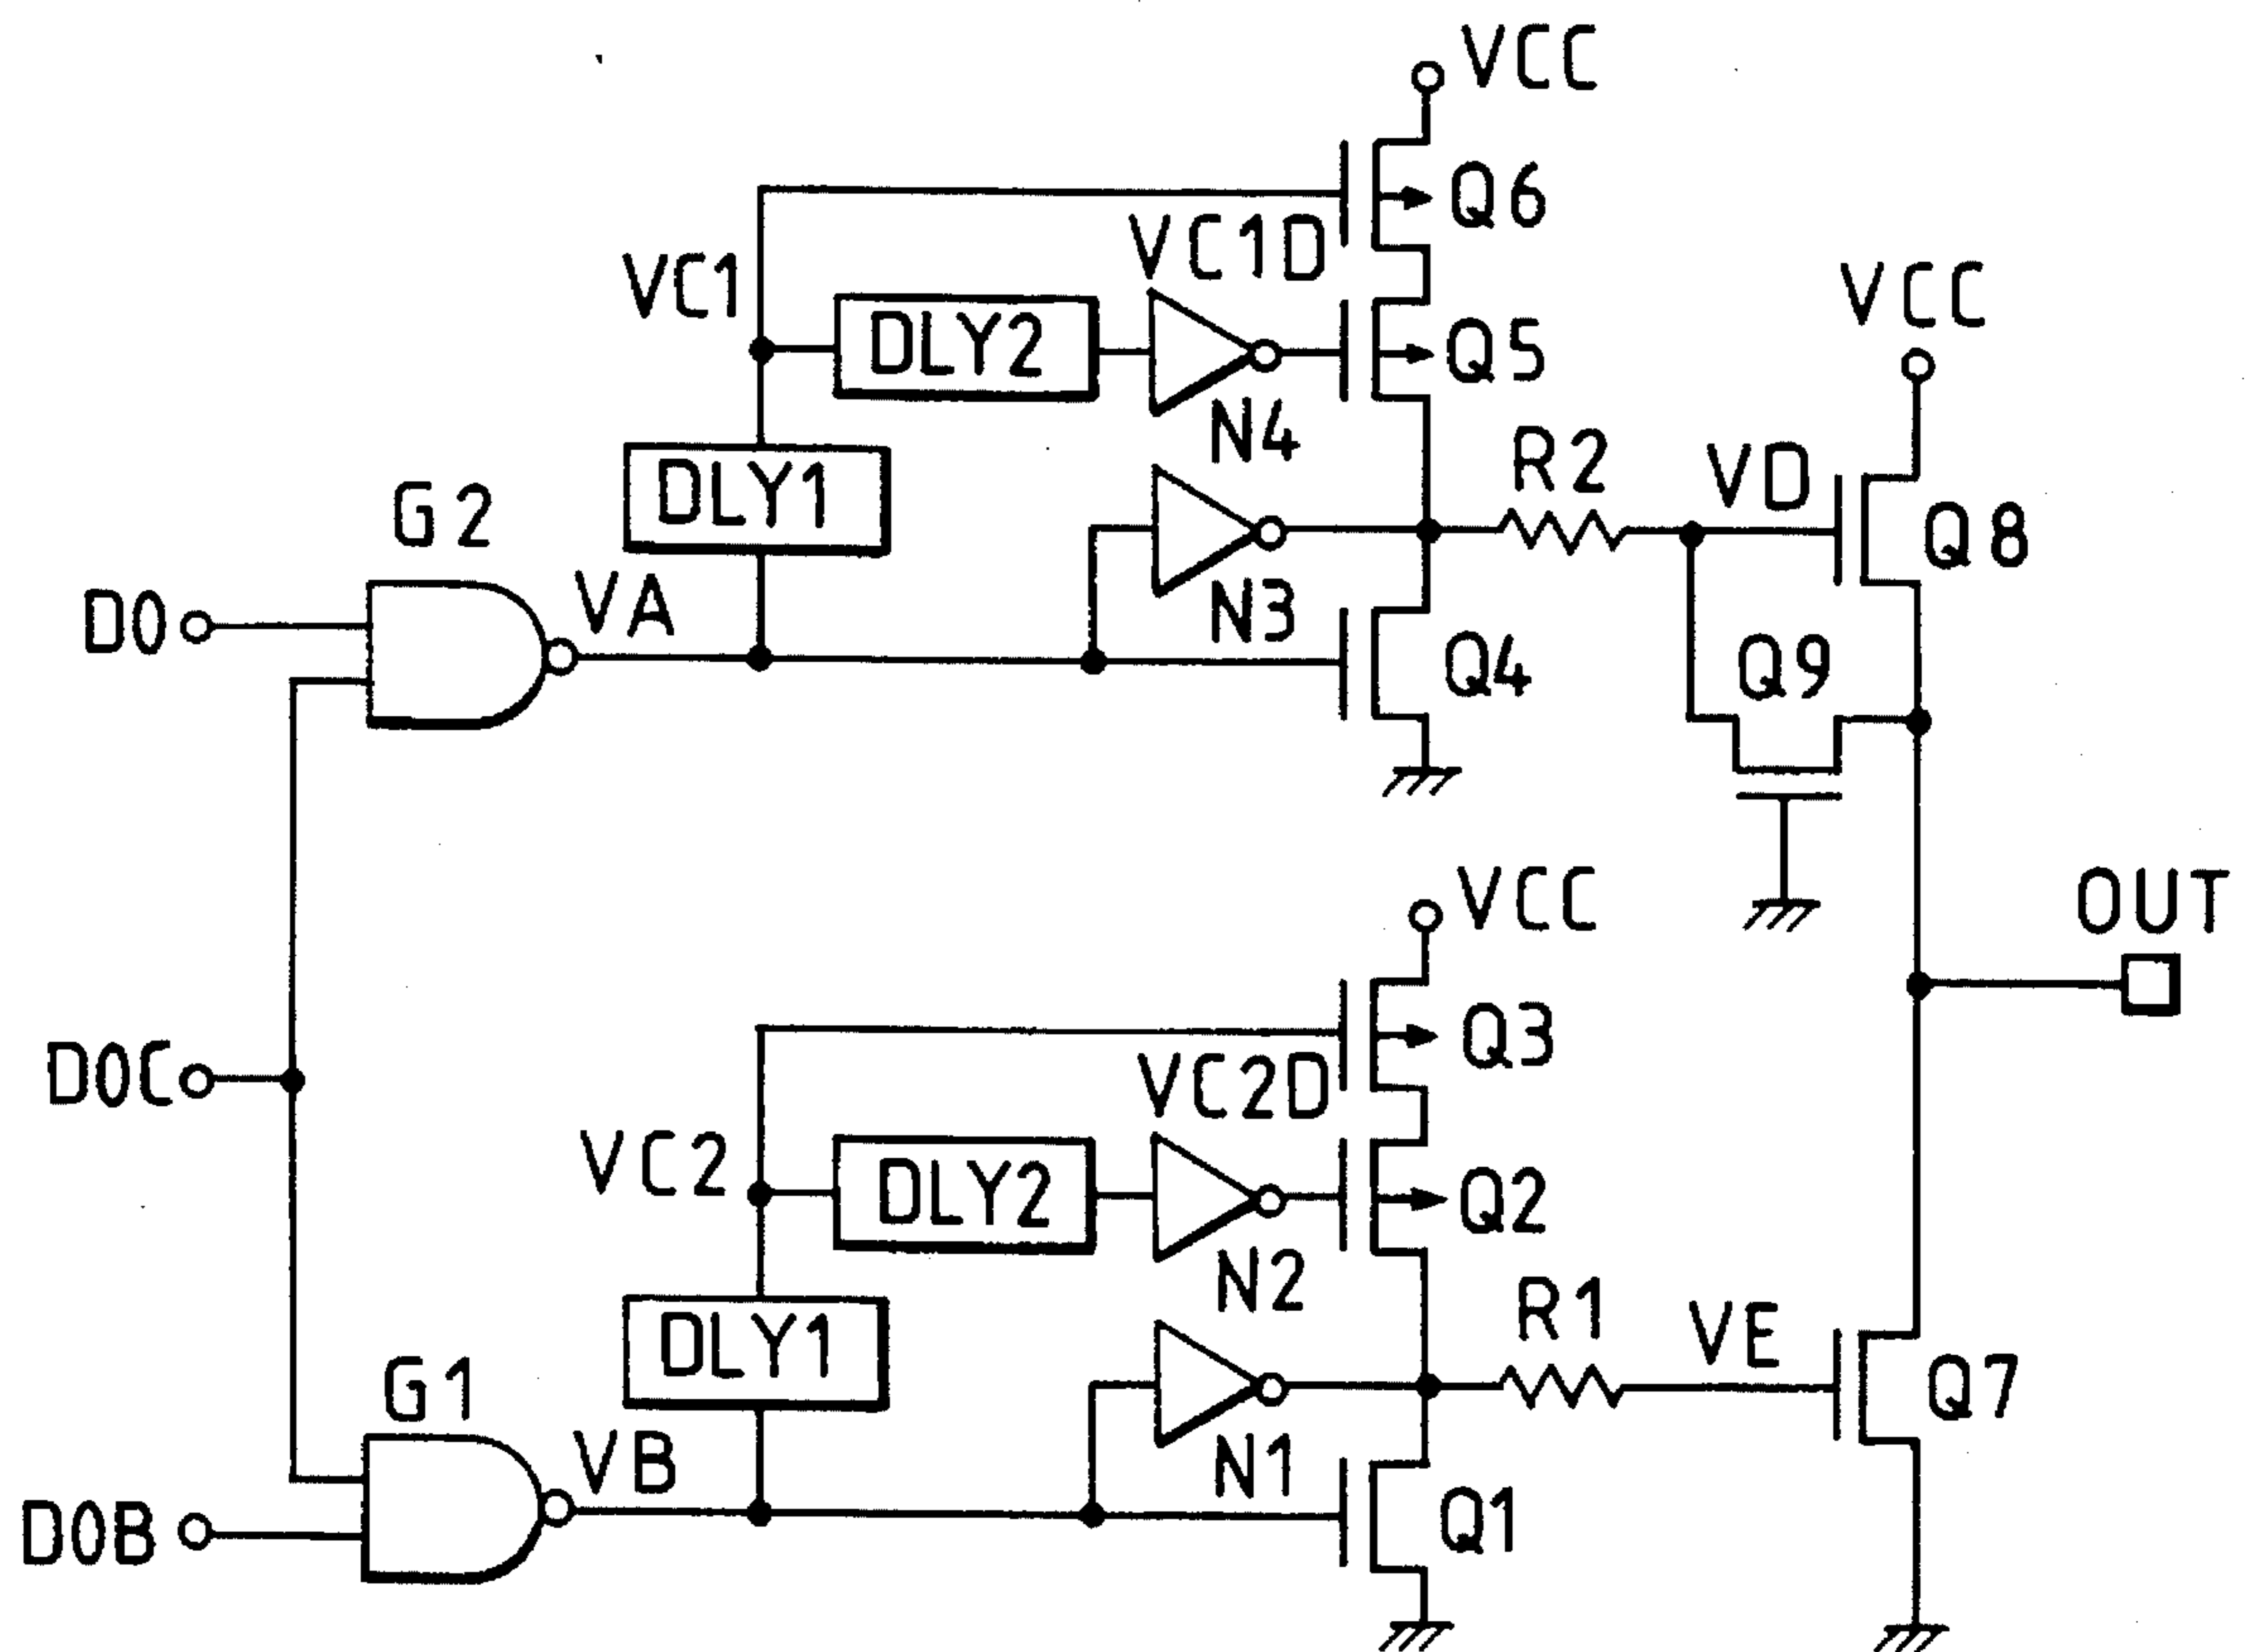 VCC
Q6
VC1D
VC1
DLY2
Q5
VCC
N4
R2
VD
DLY1
G2
Q8
D0
VA
N3
Q4
Q9
VCC
OUT
Q3
D0C
VC2D
VC2
DLY2
Q2
N2
R1
VE
DLY1
G1
Q7
VB
N1
Q1
D0B